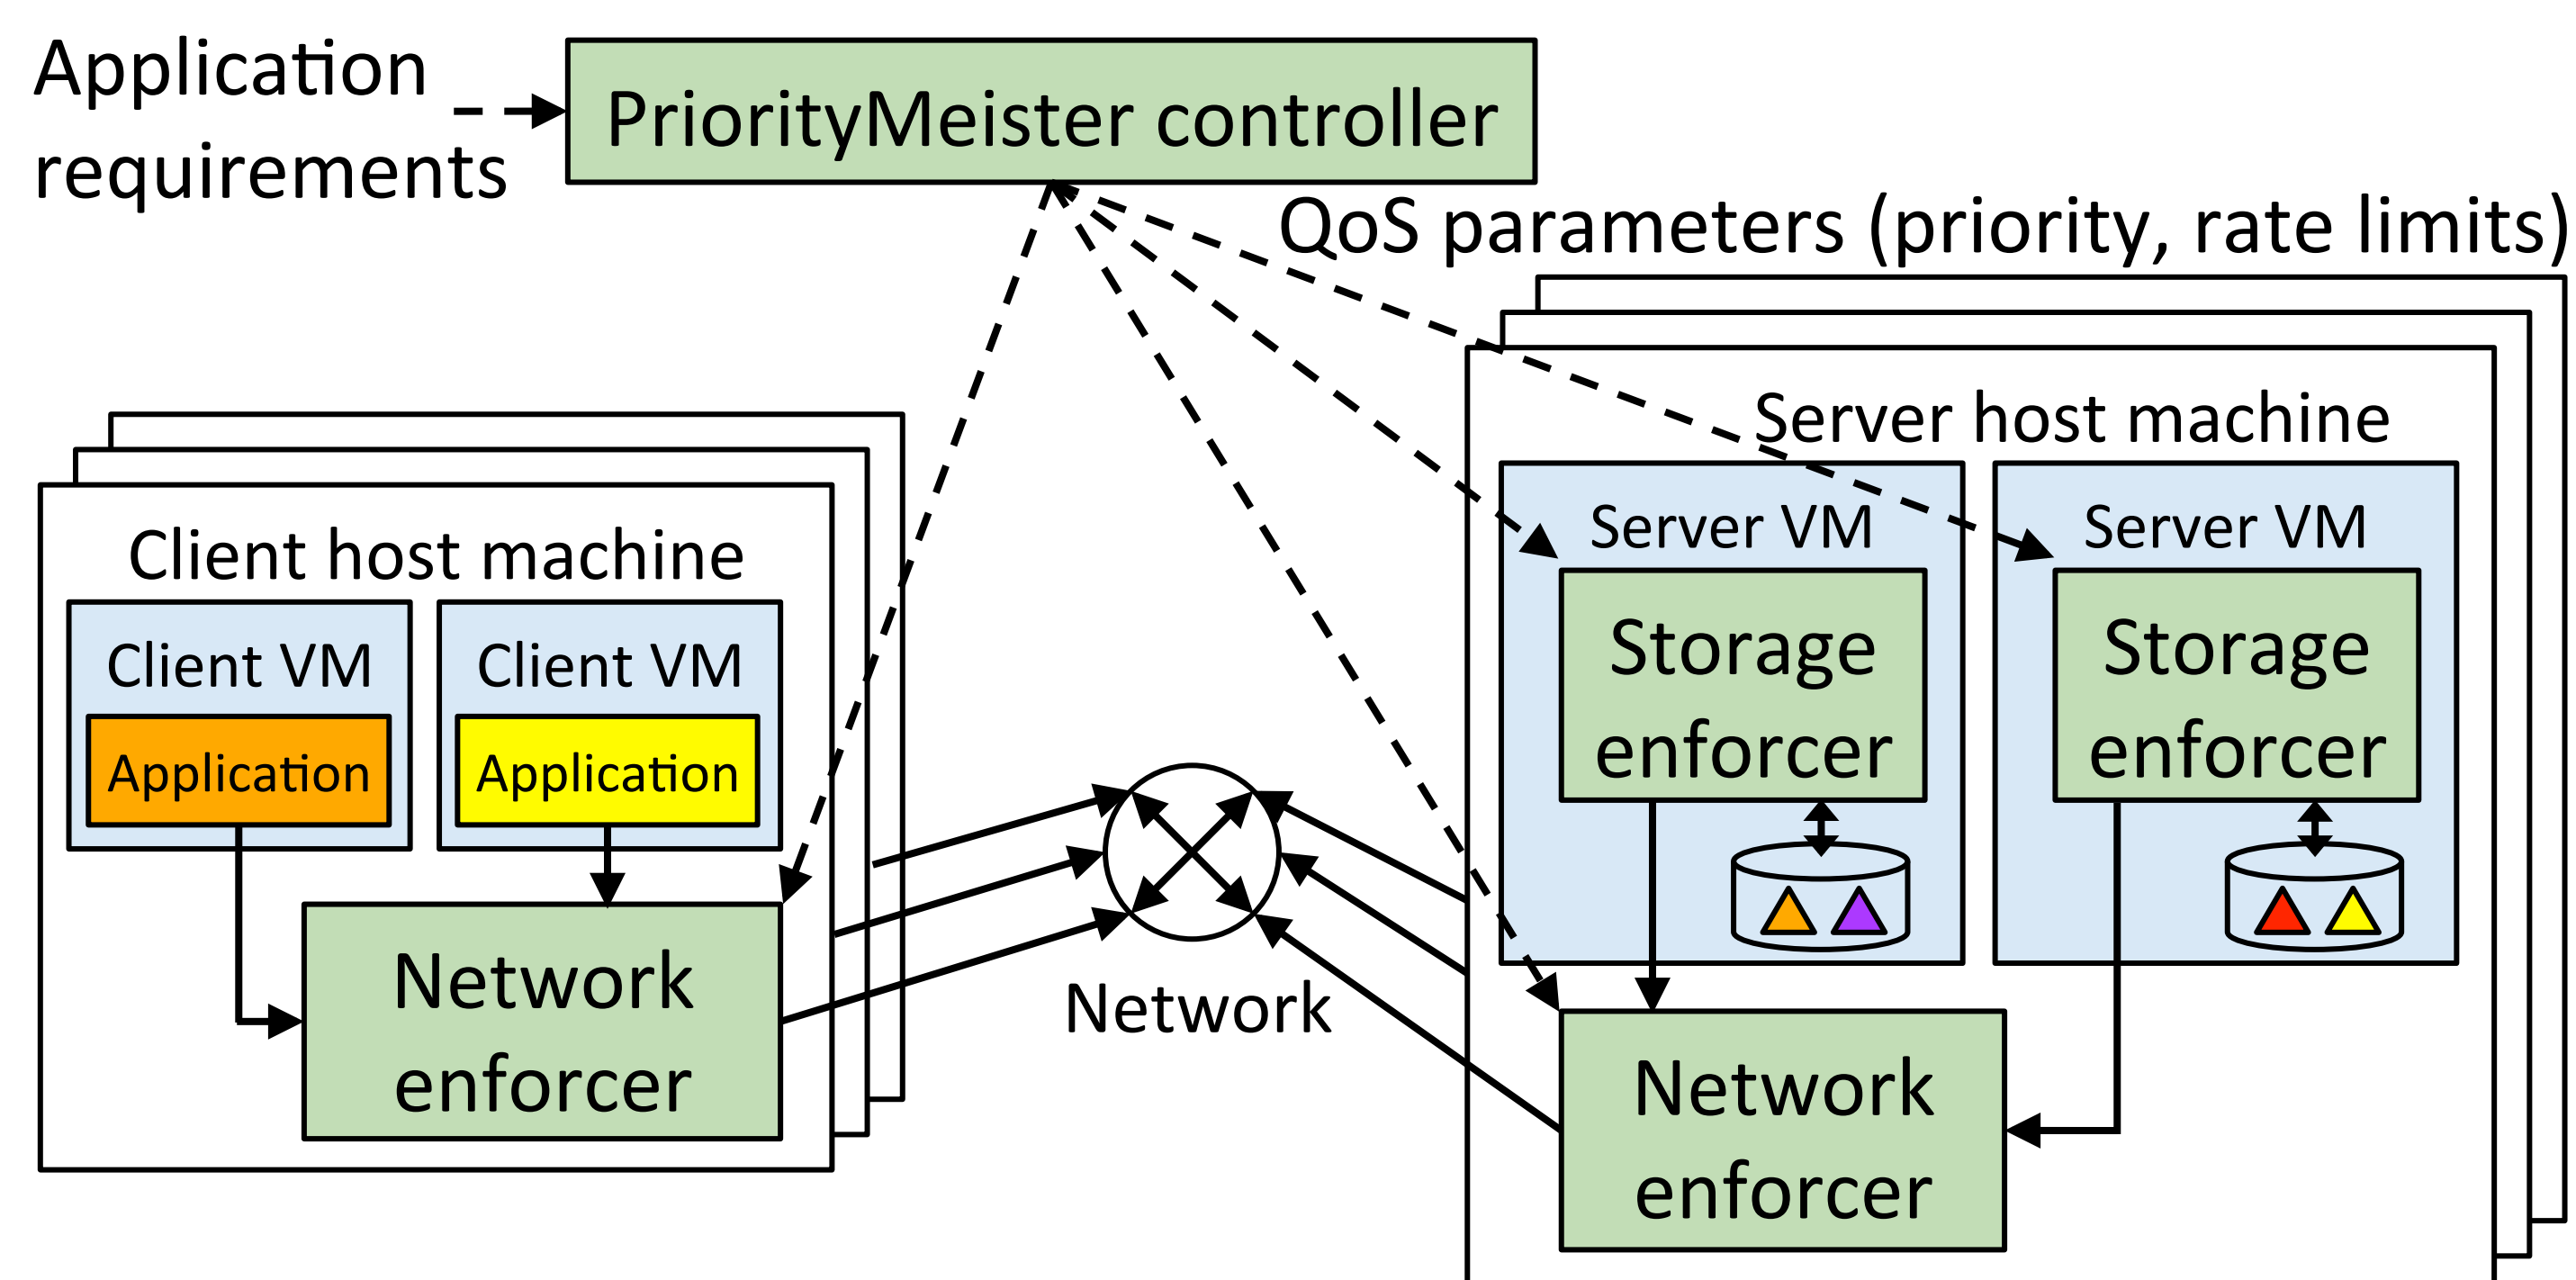 Application
requirements
PriorityMeister controller
QoS parameters (priority, rate limits)
Client host machine
Client VM
Application
Client VM
Application
Network
enforcer
Network
Server host machine
Server VM
Storage
enforcer
Server VM
Storage
enforcer
Network
enforcer